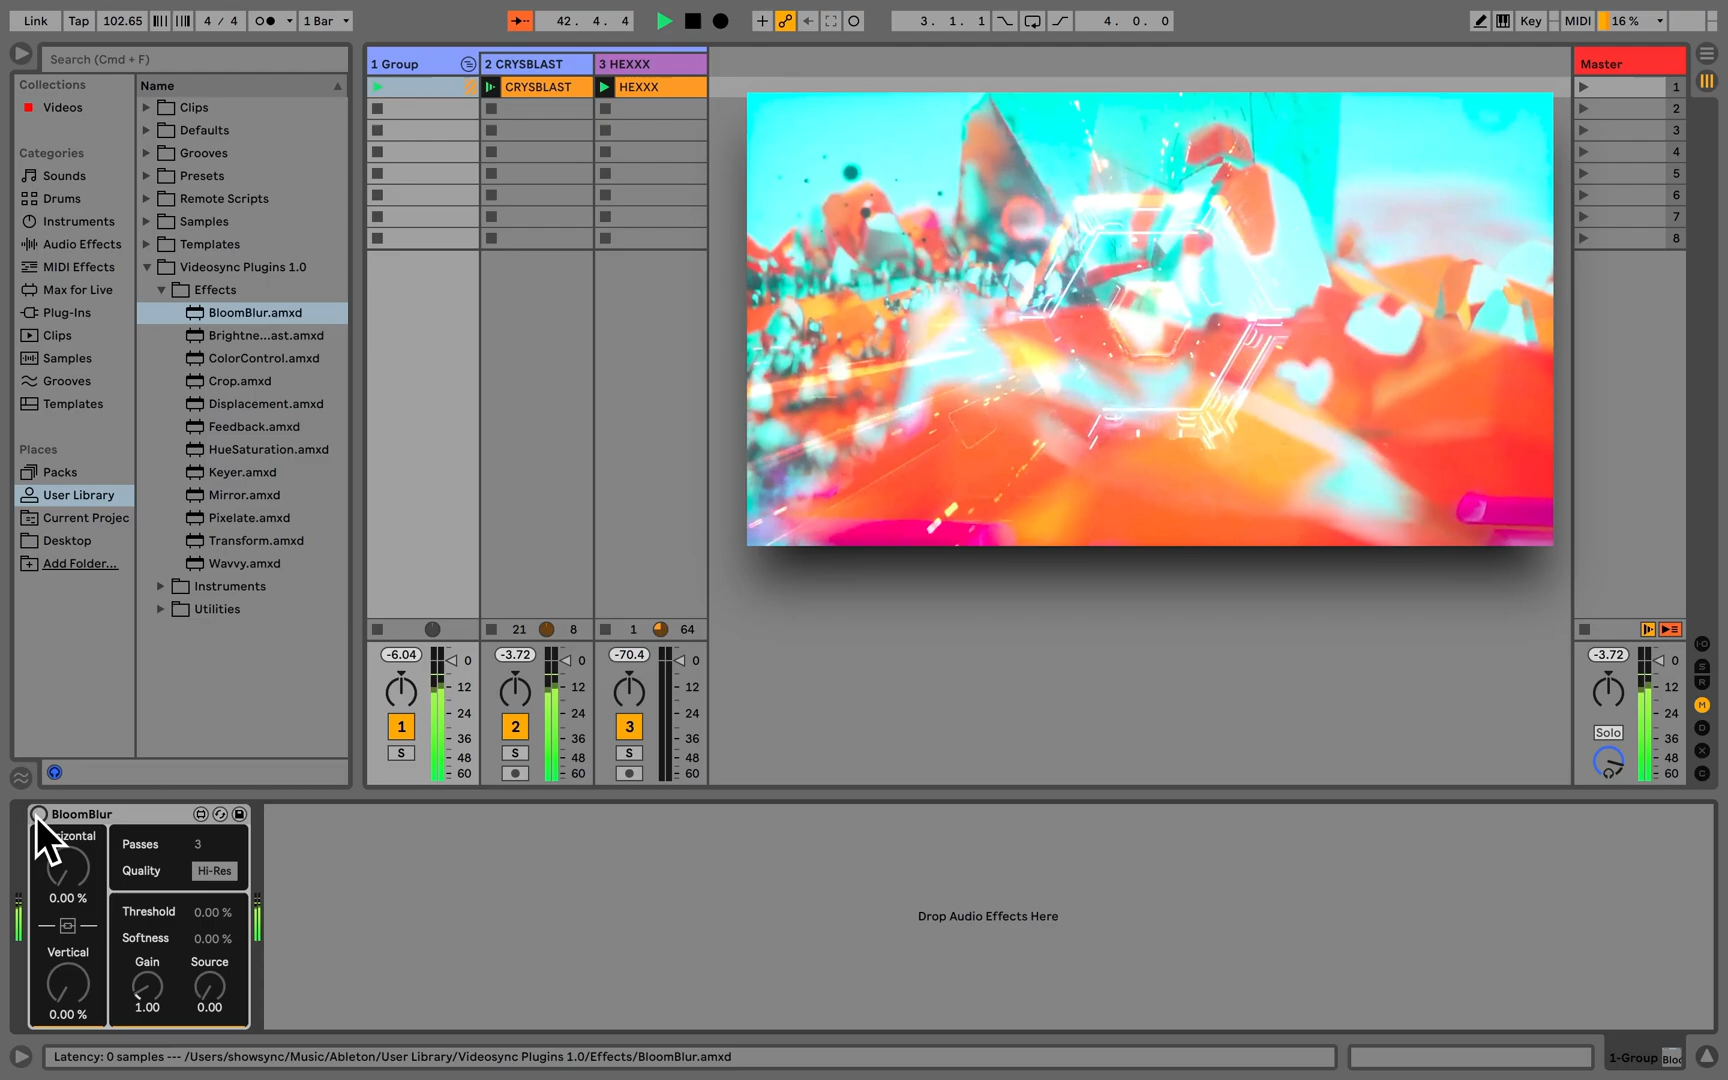 Link Tap 102.65 4 / 4 1 Bar 42. 4. 4 3. 1. 1 4. 0. 0 Key MIDI 16 %
Search (Cmd + F)
Collections
Videos
Categories
Sounds
Drums
Instruments
Audio Effects
MIDI Effects
Max for Live
Plug-Ins
Clips
Samples
Grooves
Templates
Places
Packs
User Library
Current Projec
Desktop
Add Folder...
Name
Clips
Defaults
Grooves
Presets
Remote Scripts
Samples
Templates
Videosync Plugins 1.0
Effects
BloomBlur.amxd
Brightne...ast.amxd
ColorControl.amxd
Crop.amxd
Displacement.amxd
Feedback.amxd
HueSaturation.amxd
Keyer.amxd
Mirror.amxd
Pixelate.amxd
Transform.amxd
Wavvy.amxd
Instruments
Utilities
1 Group 2 CRYSBLAST 3 HEXXX
CRYSBLAST HEXXX
21 8 1 64
-6.04 0 -3.72 0 -70.4 0
12 12 12
24 24 24
1 2 3
36 36 36
S S S
48 48 48
60 60 60
Master
1
2
3
4
5
6
7
8
-3.72 0
12
24
Solo
36
48
60
I·O
S
R
M
D
X
C
BloomBlur
izontal
0.00 %
Vertical
0.00 %
Passes 3
Quality Hi-Res
Threshold 0.00 %
Softness 0.00 %
Gain Source
1.00 0.00
Drop Audio Effects Here
Latency: 0 samples --- /Users/showsync/Music/Ableton/User Library/Videosync Plugins 1.0/Effects/BloomBlur.amxd
1-Group Bloc